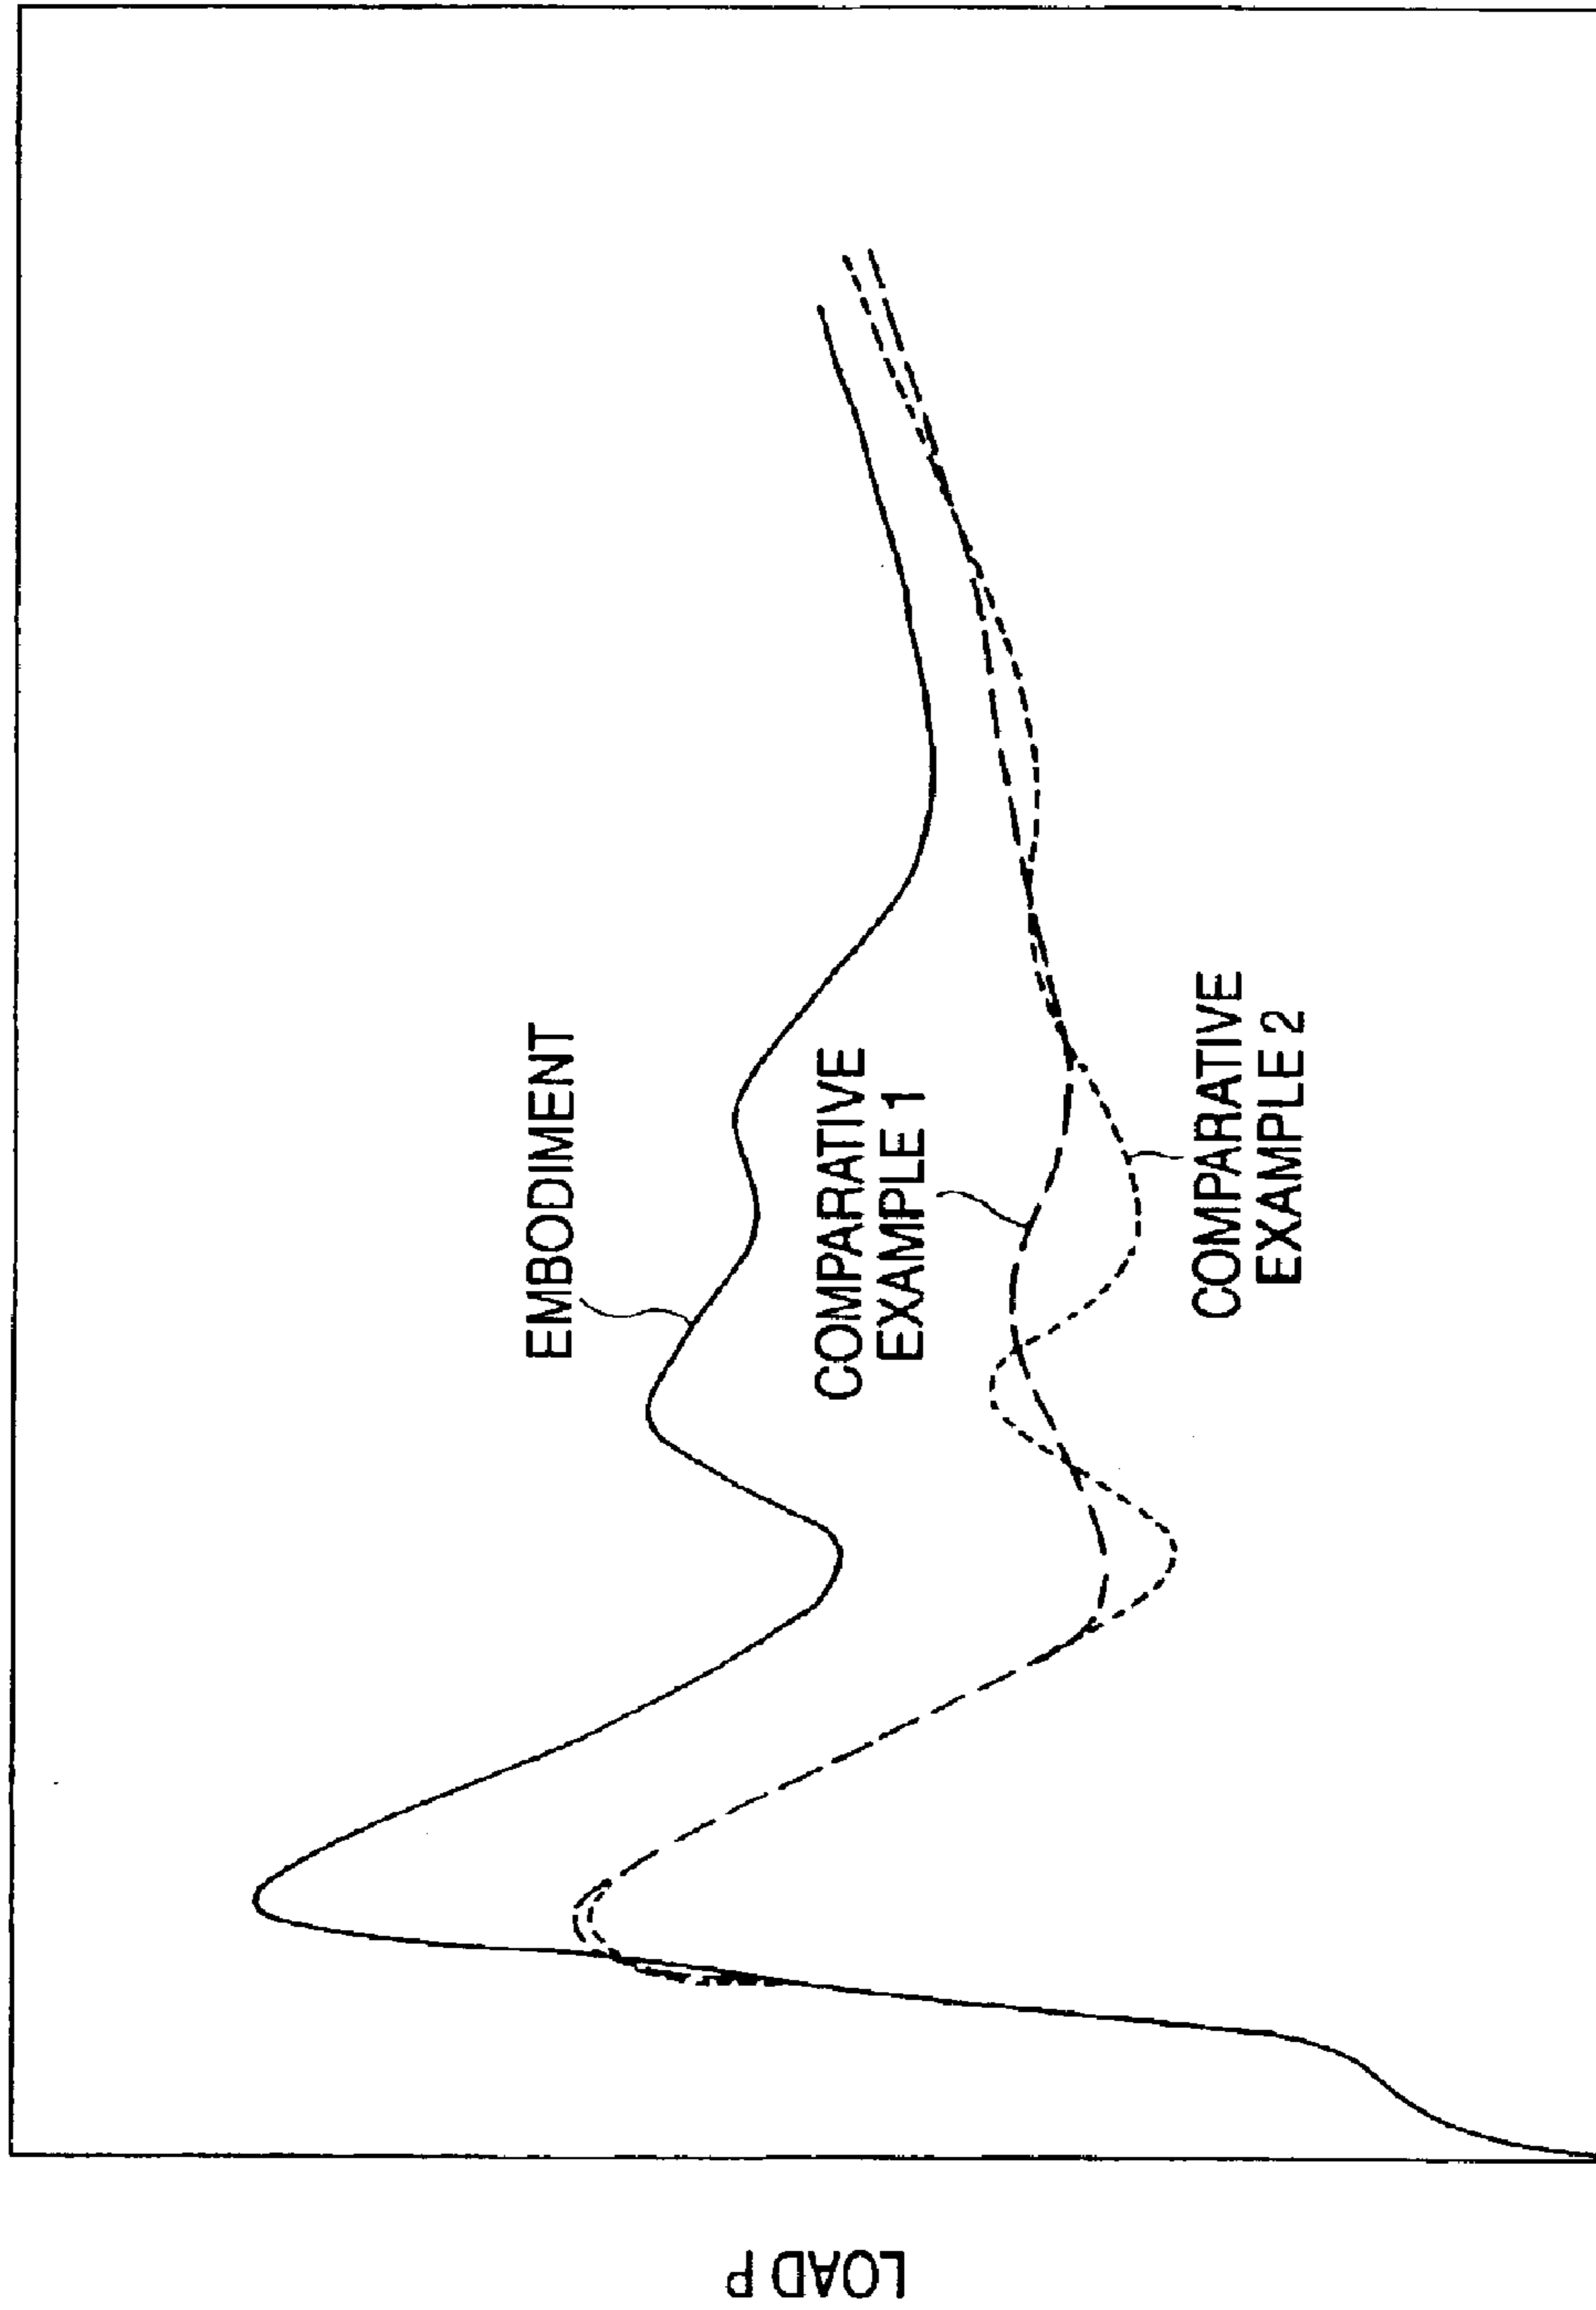 EMBODIMENT
COMPARATIVE
EXAMPLE 1
COMPARATIVE
EXAMPLE 2
LOAD P